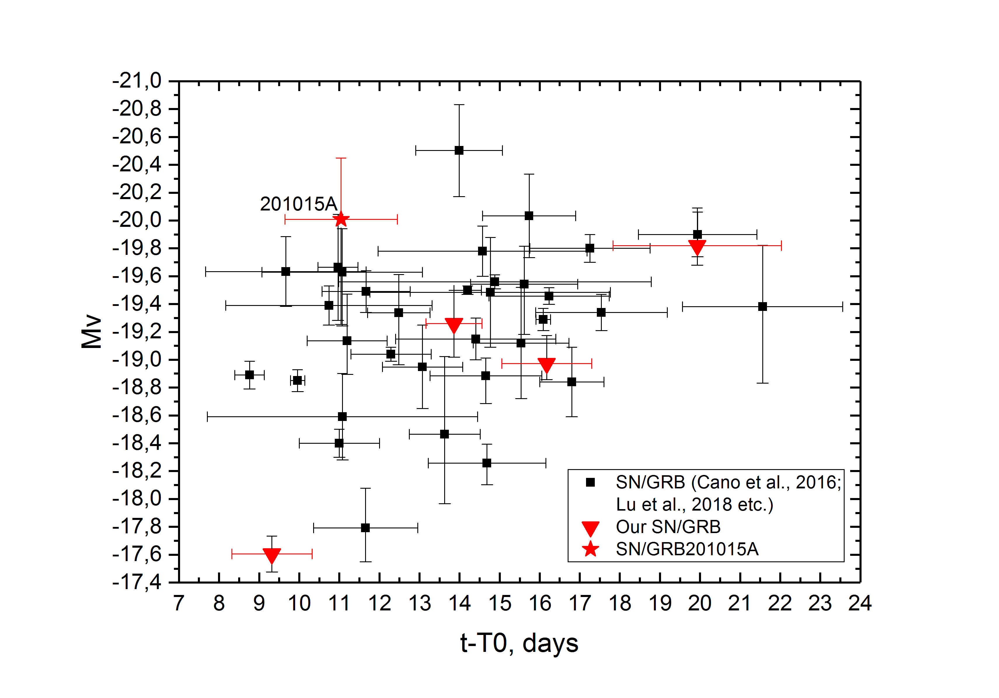 -21,0
-20,8
-20,6
-20,4
-20,2
-20,0
-19,8
-19,6
-19,4
-19,2
-19,0
-18,8
-18,6
-18,4
-18,2
-18,0
-17,8
-17,6
-17,4
Mv
201015A
SN/GRB (Cano et al., 2016;
Lu et al., 2018 etc.)
Our SN/GRB
SN/GRB201015A
7 8 9 10 11 12 13 14 15 16 17 18 19 20 21 22 23 24
t-T0, days